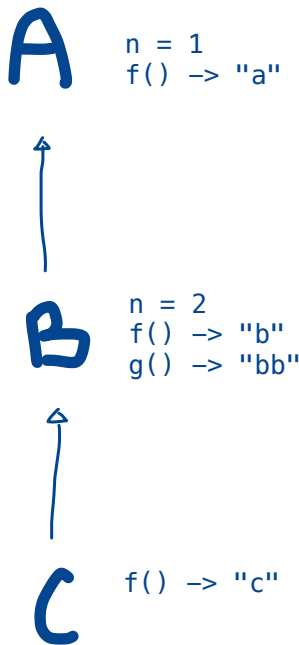 A
n = 1
f() -> "a"
B
n = 2
f() -> "b"
g() -> "bb"
C
f() -> "c"